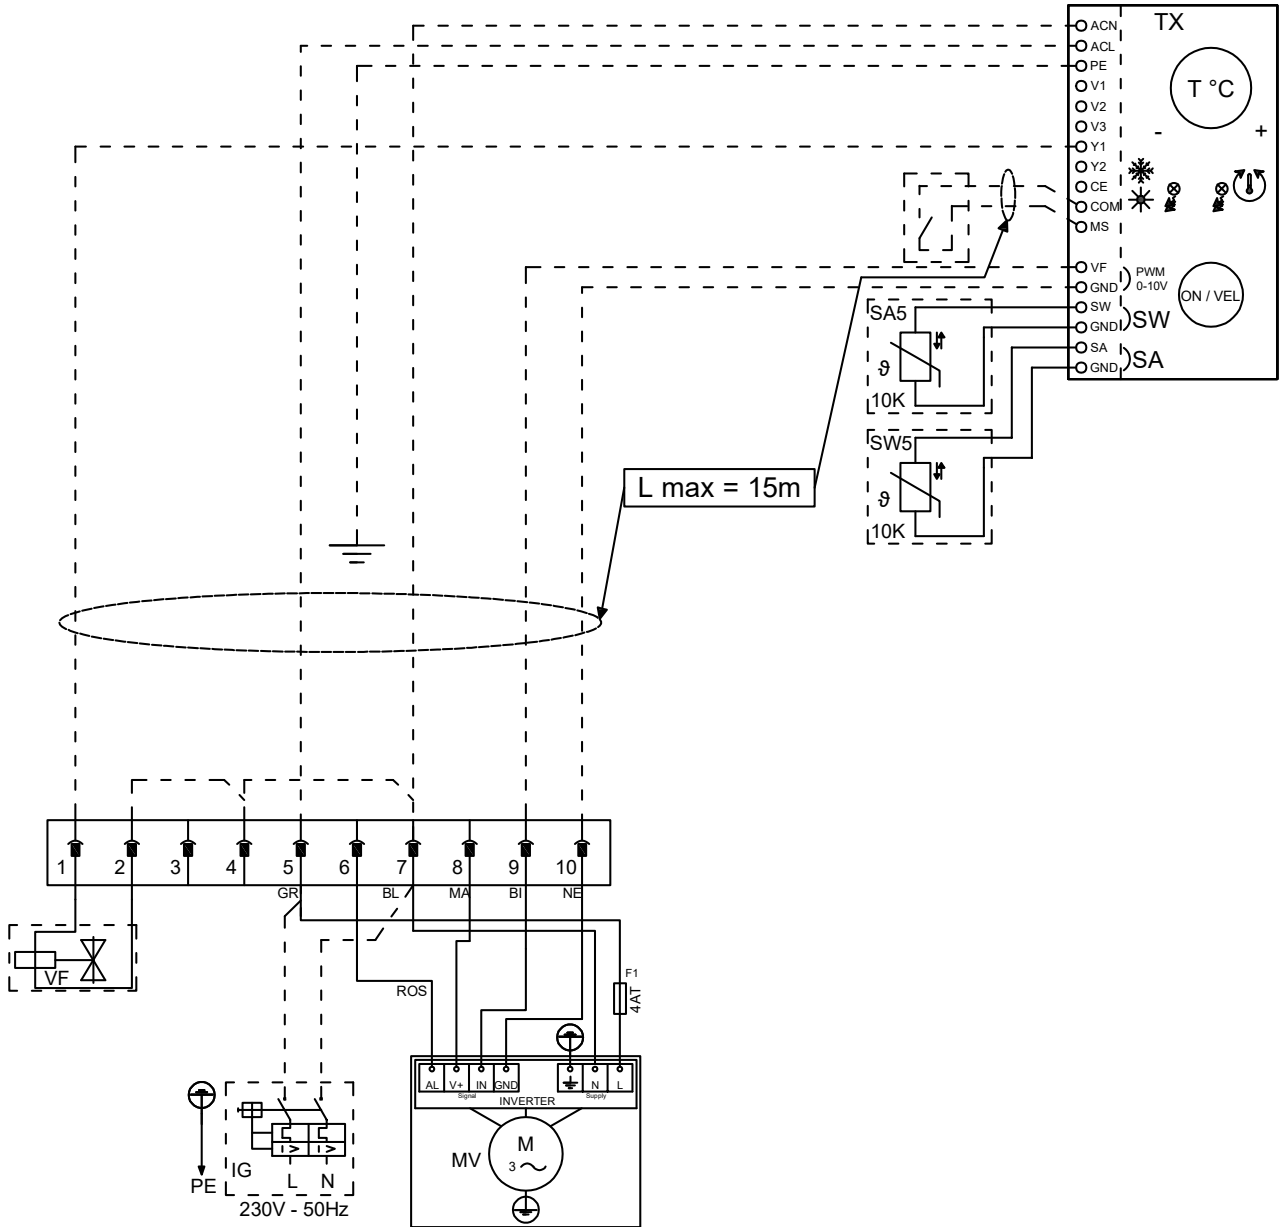 TX
ACN
ACL
PE
V1
V2
V3
Y1
Y2
CE
COM
MS
VF
GND
SW
GND
SA
GND
T °C
- +
PWM
0-10V
ON / VEL
SW
SA
SA5
ϑ
10K
SW5
ϑ
10K
L max = 15m
1 2 3 4 5 6 7 8 9 10
GR BL MA BI NE
VF
ROS
F1
4AT
AL V+ IN GND N L
Signal Supply
INVERTER
MV
M
3
PE
IG
I> I>
L N
230V - 50Hz